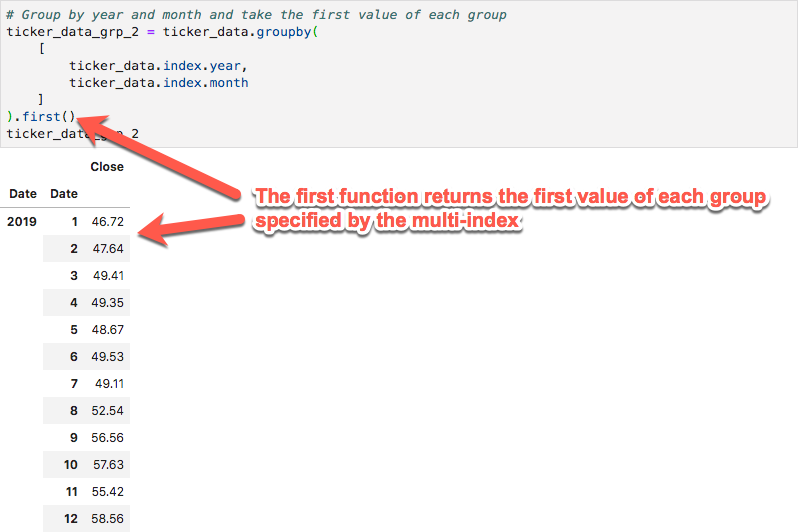 # Group by year and month and take the first value of each group
ticker_data_grp_2 = ticker_data.groupby(
[
ticker_data.index.year,
ticker_data.index.month
]
).first()
ticker_data_grp_2
Close
Date Date
The first function returns the first value of each group
specified by the multi-index
2019 1 46.72
2 47.64
3 49.41
4 49.35
5 48.67
6 49.53
7 49.11
8 52.54
9 56.56
10 57.63
11 55.42
12 58.56